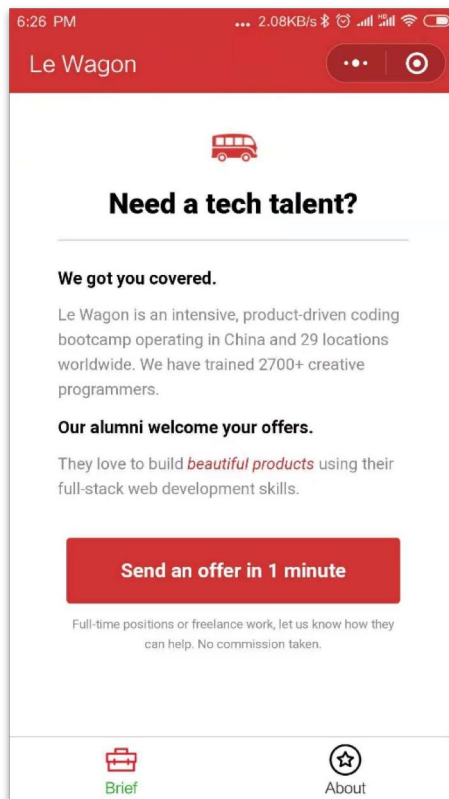 6:26 PM ... 2.08KB/s HD
Le Wagon
Need a tech talent?
We got you covered.
Le Wagon is an intensive, product-driven coding
bootcamp operating in China and 29 locations
worldwide. We have trained 2700+ creative
programmers.
Our alumni welcome your offers.
They love to build beautiful products using their
full-stack web development skills.
Send an offer in 1 minute
Full-time positions or freelance work, let us know how they
can help. No commission taken.
Brief About